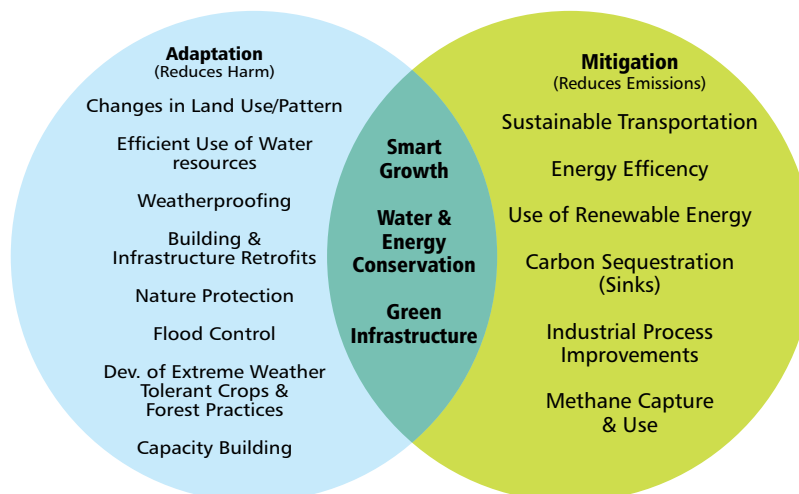 Adaptation
(Reduces Harm)
Changes in Land Use/Pattern
Efficient Use of Water
resources
Weatherproofing
Building &
Infrastructure Retrofits
Nature Protection
Flood Control
Dev. of Extreme Weather
Tolerant Crops &
Forest Practices
Capacity Building
Smart
Growth
Water &
Energy
Conservation
Green
Infrastructure
Mitigation
(Reduces Emissions)
Sustainable Transportation
Energy Efficency
Use of Renewable Energy
Carbon Sequestration
(Sinks)
Industrial Process
Improvements
Methane Capture
& Use